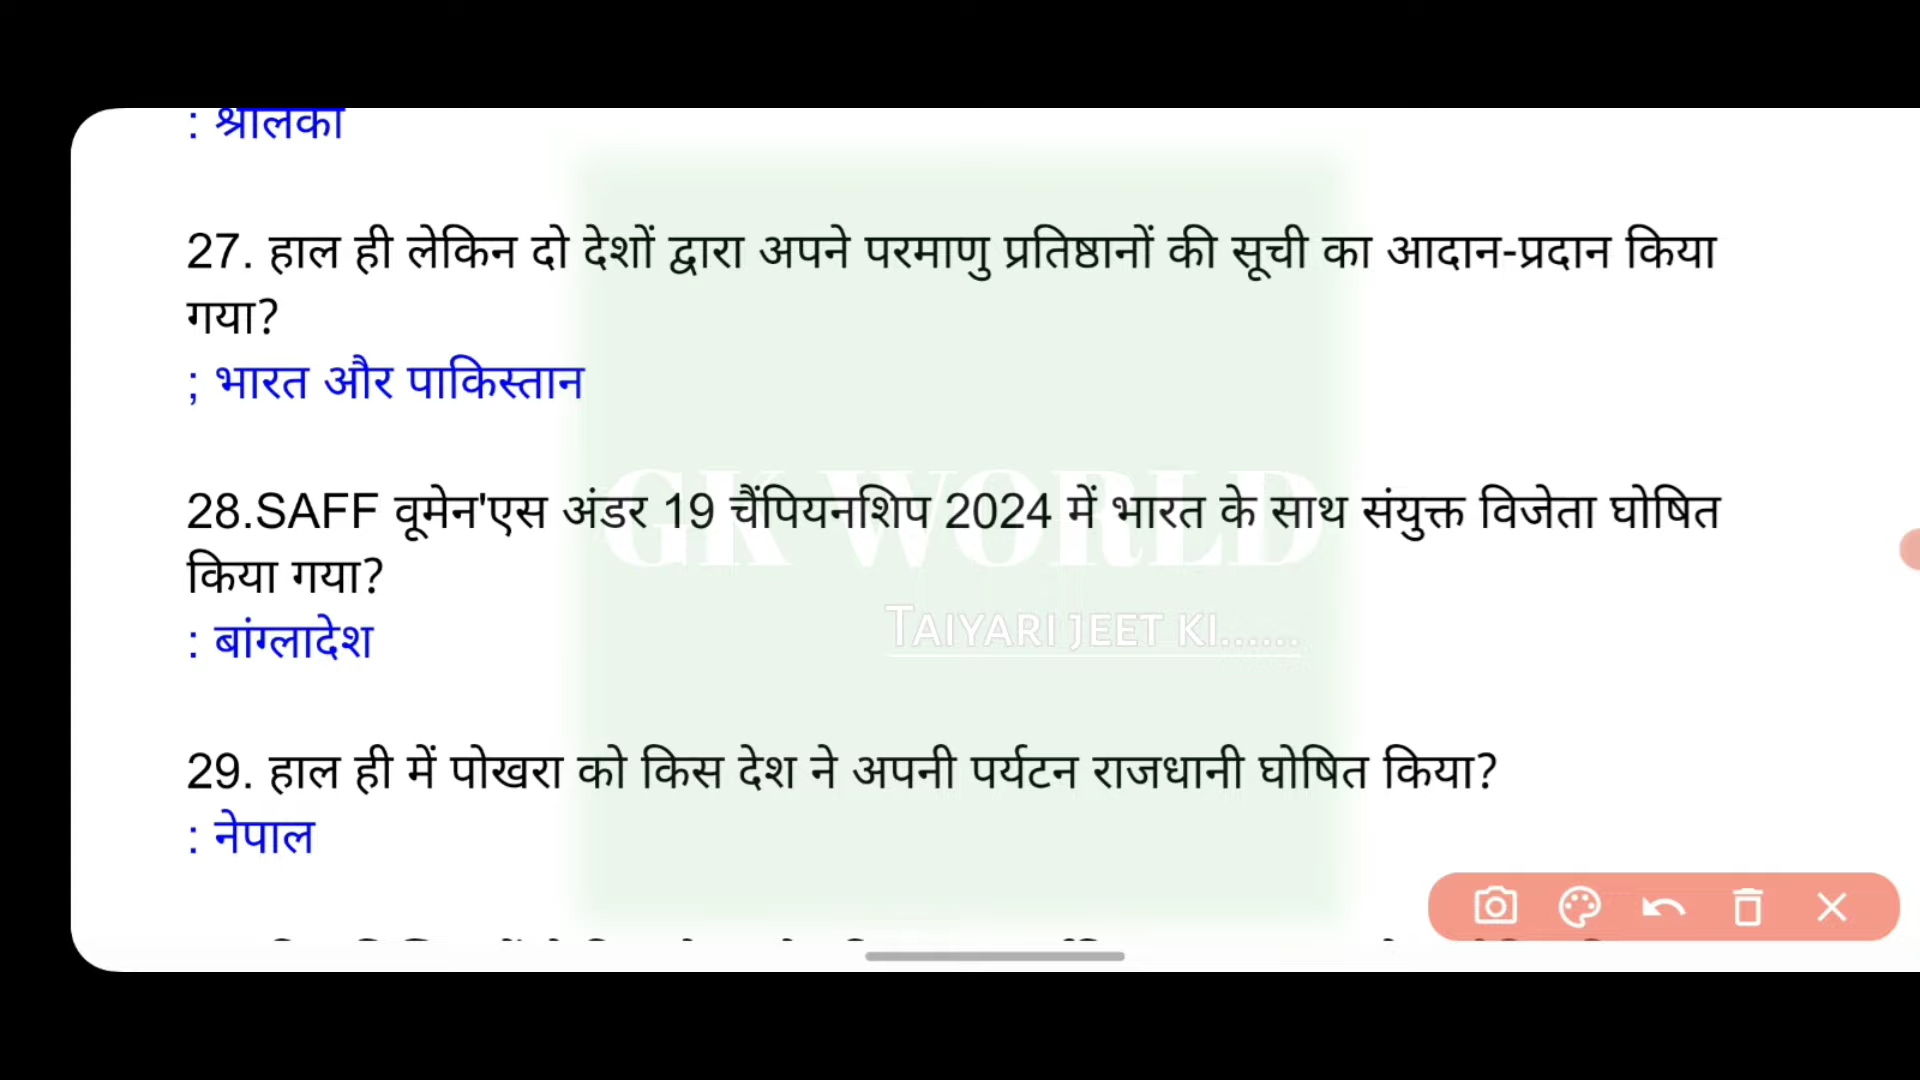 : श्रीलंका
27. हाल ही लेकिन दो देशों द्वारा अपने परमाणु प्रतिष्ठानों की सूची का आदान-प्रदान किया
गया?
; भारत और पाकिस्तान
GK WORLD
28.SAFF वूमेन'एस अंडर 19 चैंपियनशिप 2024 में भारत के साथ संयुक्त विजेता घोषित
किया गया?
TAIYARI JEET KI......
: बांग्लादेश
29. हाल ही में पोखरा को किस देश ने अपनी पर्यटन राजधानी घोषित किया?
: नेपाल